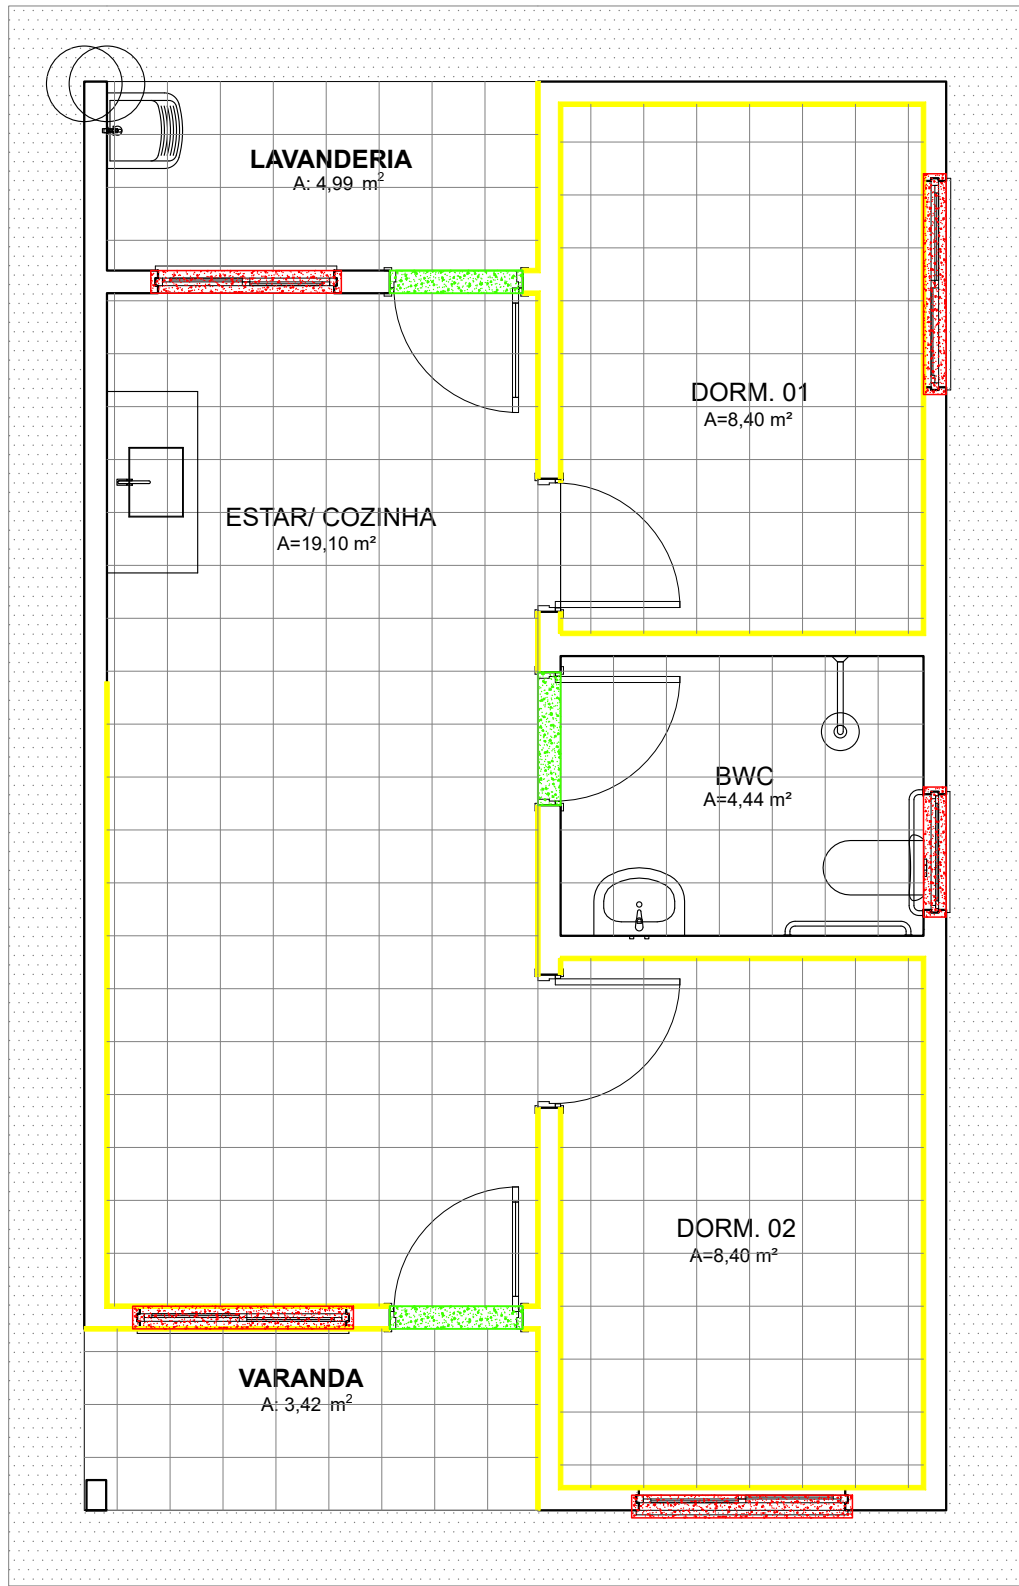 LAVANDERIA
A: 4,99 m²
DORM. 01
A=8,40 m²
ESTAR/ COZINHA
A=19,10 m²
BWC
A=4,44 m²
DORM. 02
A=8,40 m²
VARANDA
A: 3,42 m²